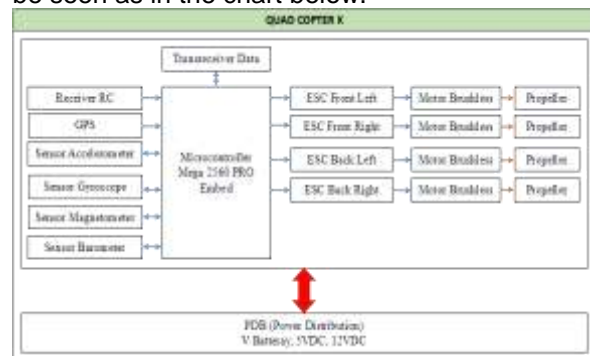 be seen as in the chart below.
QUAD COPTER X
Transceiver Data
Receiver RC
GPS
Sensor Accelerometer
Sensor Gyroscope
Sensor Magnetometer
Sensor Barometer
Microcontroller
Mega 2560 PRO
Embed
ESC Front Left
Motor Brushless
Propeller
ESC Front Right
Motor Brushless
Propeller
ESC Back Left
Motor Brushless
Propeller
ESC Back Right
Motor Brushless
Propeller
PDB (Power Distribution)
V Battery, 5VDC, 12VDC